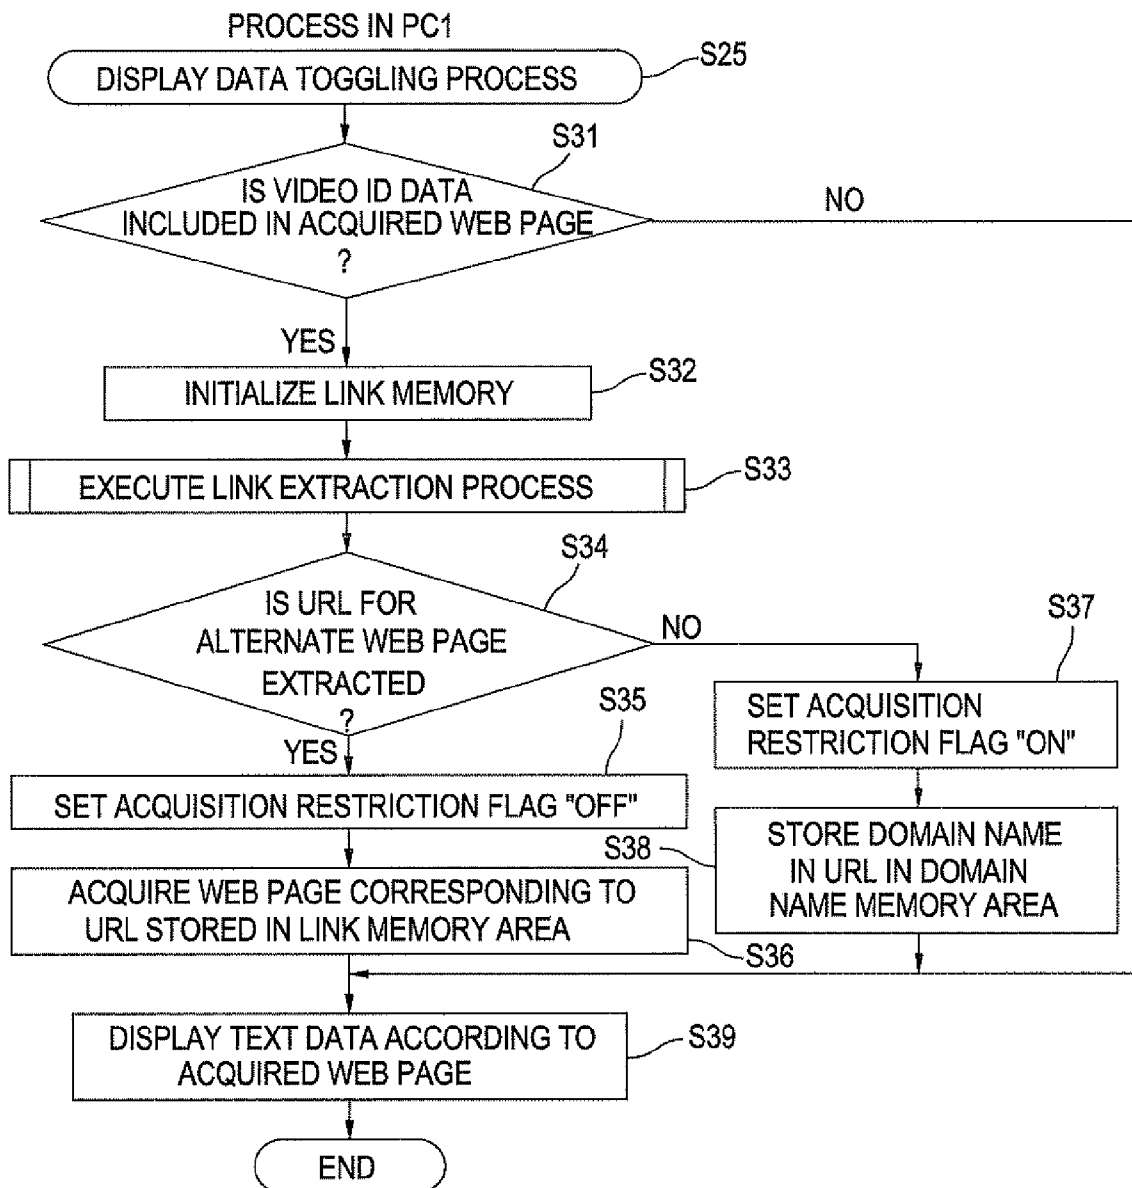 PROCESS IN PC1
DISPLAY DATA TOGGLING PROCESS
S25
S31
IS VIDEO ID DATA
INCLUDED IN ACQUIRED WEB PAGE
?
NO
YES
INITIALIZE LINK MEMORY
S32
EXECUTE LINK EXTRACTION PROCESS
S33
S34
IS URL FOR
ALTERNATE WEB PAGE
EXTRACTED
?
NO
YES
S35
SET ACQUISITION RESTRICTION FLAG "OFF"
S37
SET ACQUISITION
RESTRICTION FLAG "ON"
S38
STORE DOMAIN NAME
IN URL IN DOMAIN
NAME MEMORY AREA
ACQUIRE WEB PAGE CORRESPONDING TO
URL STORED IN LINK MEMORY AREA
S36
DISPLAY TEXT DATA ACCORDING TO
ACQUIRED WEB PAGE
S39
END